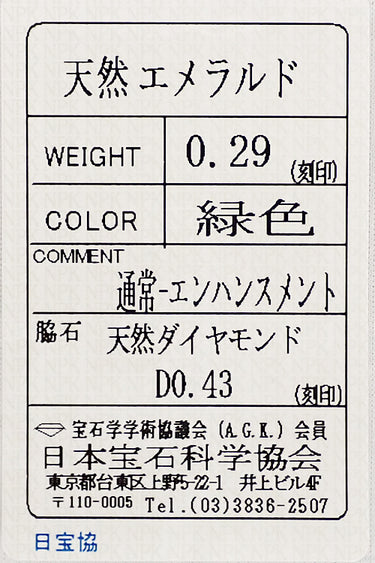 天然エメラルド
WEIGHT 0.29 (刻印)
COLOR 緑色
COMMENT
通常-エンハンスメント
脇石 天然ダイヤモンド
D0.43 (刻印)
宝石学学術協議会 (A.G.K.) 会員
日本宝石科学協会
東京都台東区上野5-22-1 井上ビル4F
〒110-0005 Tel.(03)3836-2507
日宝協